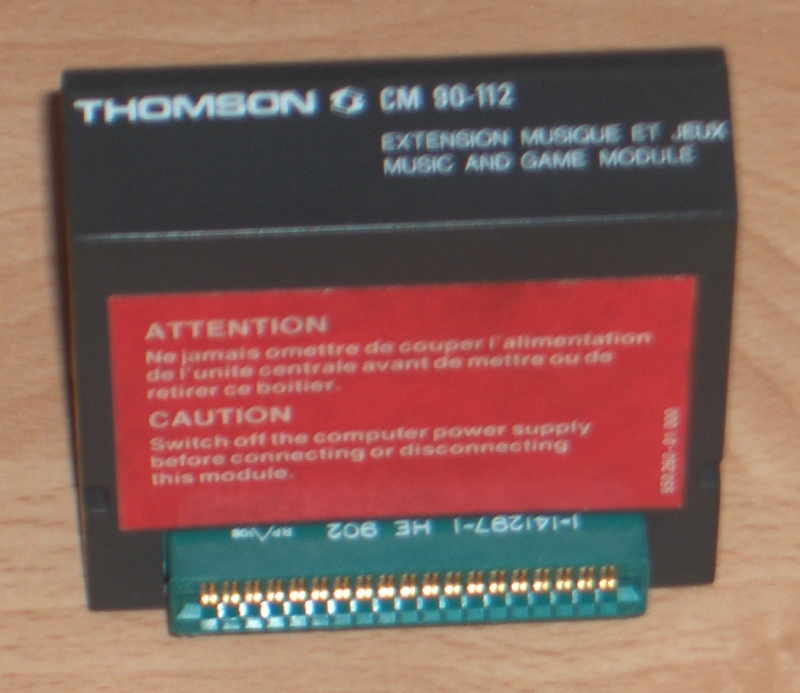 THOMSON CM 90-112
EXTENSION MUSIQUE ET JEUX
MUSIC AND GAME MODULE
ATTENTION
Ne jamais omettre de couper l'alimentation
de l'unité centrale avant de mettre ou de
retirer ce boitier.
CAUTION
Switch off the computer power supply
before connecting or disconnecting
this module.
1-141297-1 HE 902